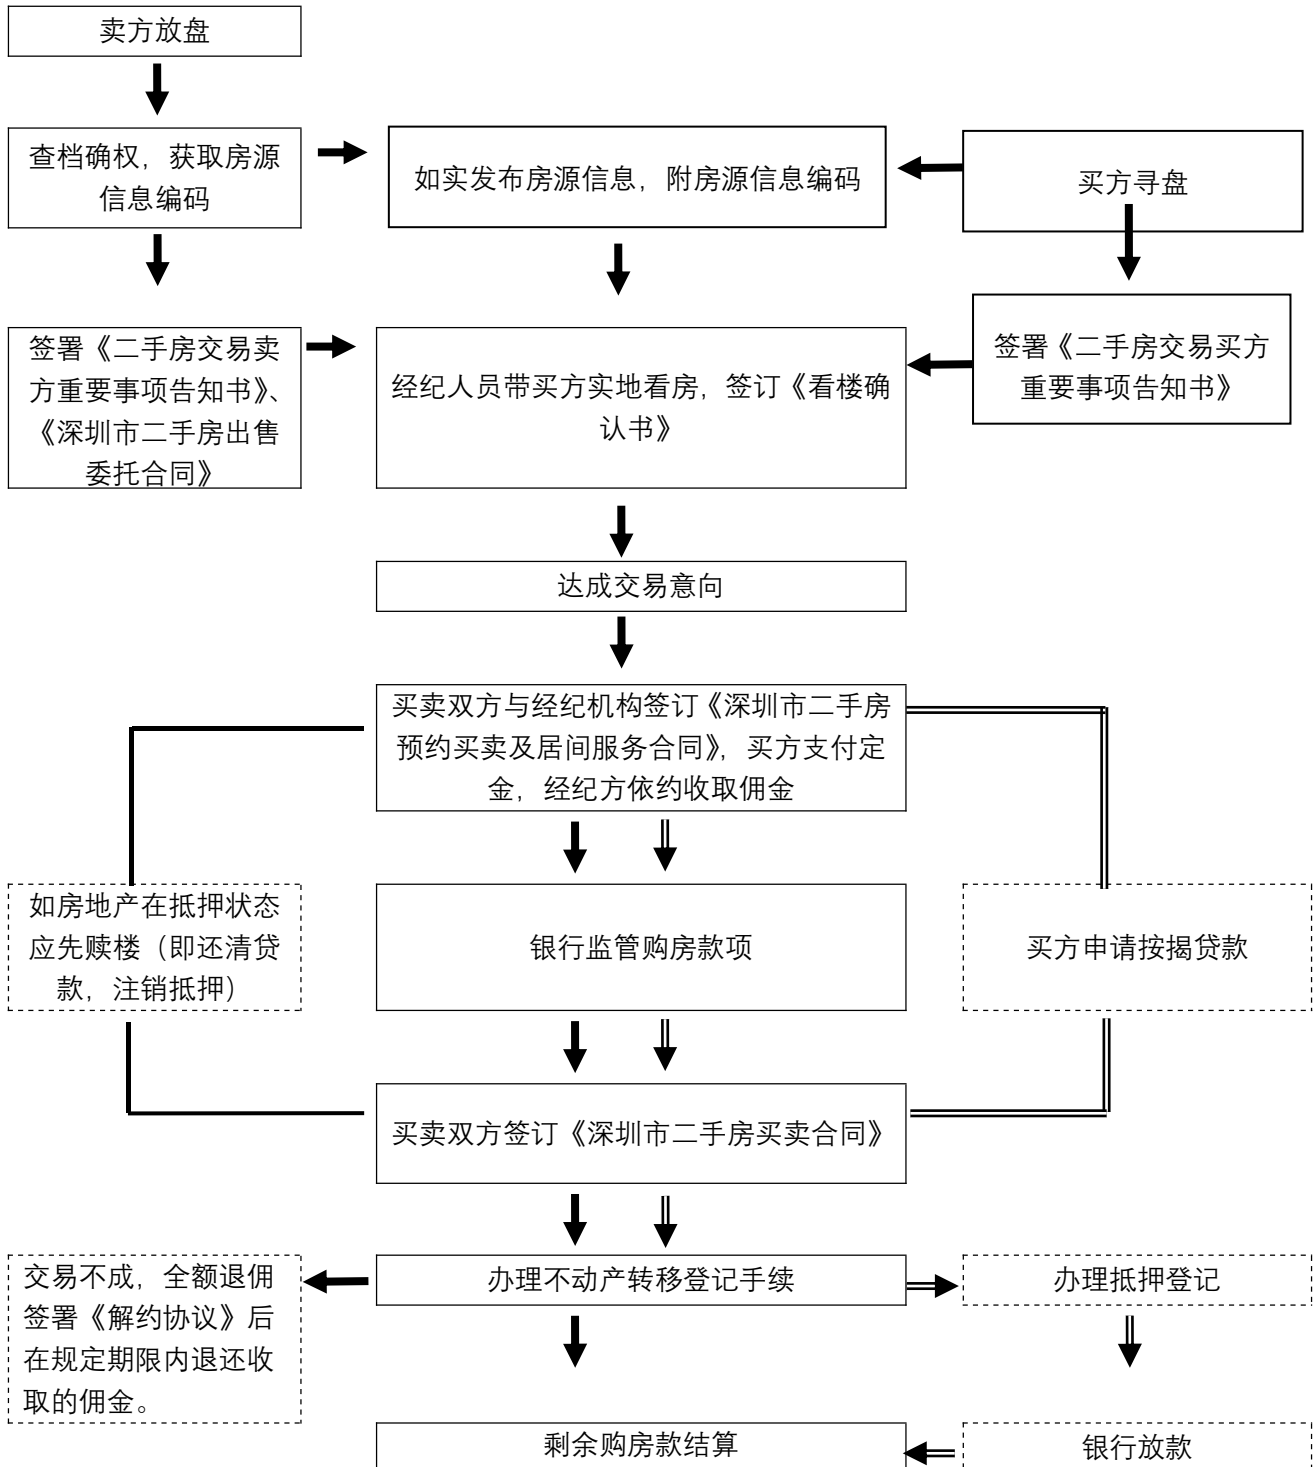 卖方放盘
查档确权，获取房源
信息编码
如实发布房源信息，附房源信息编码
买方寻盘
签署《二手房交易卖
方重要事项告知书》、
《深圳市二手房出售
委托合同》
经纪人员带买方实地看房，签订《看楼确
认书》
签署《二手房交易买方
重要事项告知书》
达成交易意向
买卖双方与经纪机构签订《深圳市二手房
预约买卖及居间服务合同》，买方支付定
金，经纪方依约收取佣金
如房地产在抵押状态
应先赎楼（即还清贷
款，注销抵押）
银行监管购房款项
买方申请按揭贷款
买卖双方签订《深圳市二手房买卖合同》
交易不成，全额退佣
签署《解约协议》后
在规定期限内退还收
取的佣金。
办理不动产转移登记手续
办理抵押登记
剩余购房款结算
银行放款